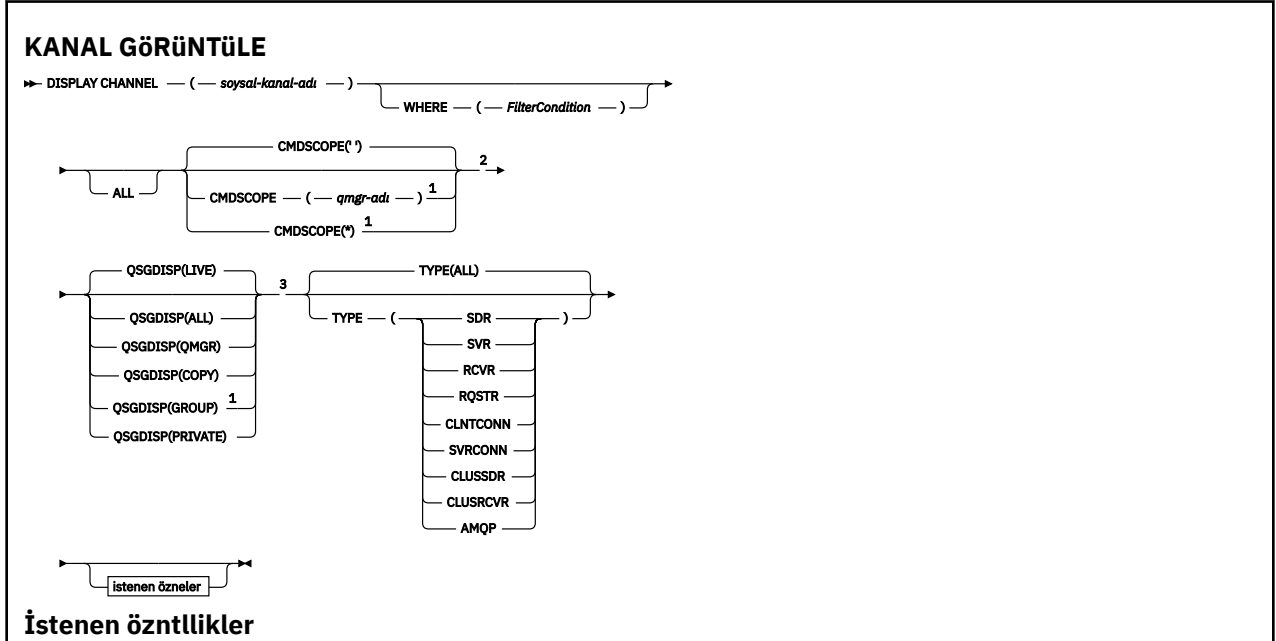 KANAL GöRüNTüLE
DISPLAY CHANNEL ( soysal-kanal-adı )
WHERE ( FilterCondition )
CMDSCOPE(' ')
2
ALL
CMDSCOPE ( qmgr-adı ) 1
CMDSCOPE(*) 1
QSGDISP(LIVE) TYPE(ALL)
3
QSGDISP(ALL) TYPE ( SDR )
QSGDISP(QMGR) SVR
QSGDISP(COPY) RCVR
QSGDISP(GROUP) 1 RQSTR
QSGDISP(PRIVATE) CLNTCONN
SVRCONN
CLUSSDR
CLUSRCVR
AMQP
istenen özneler
İstenen özntllikler